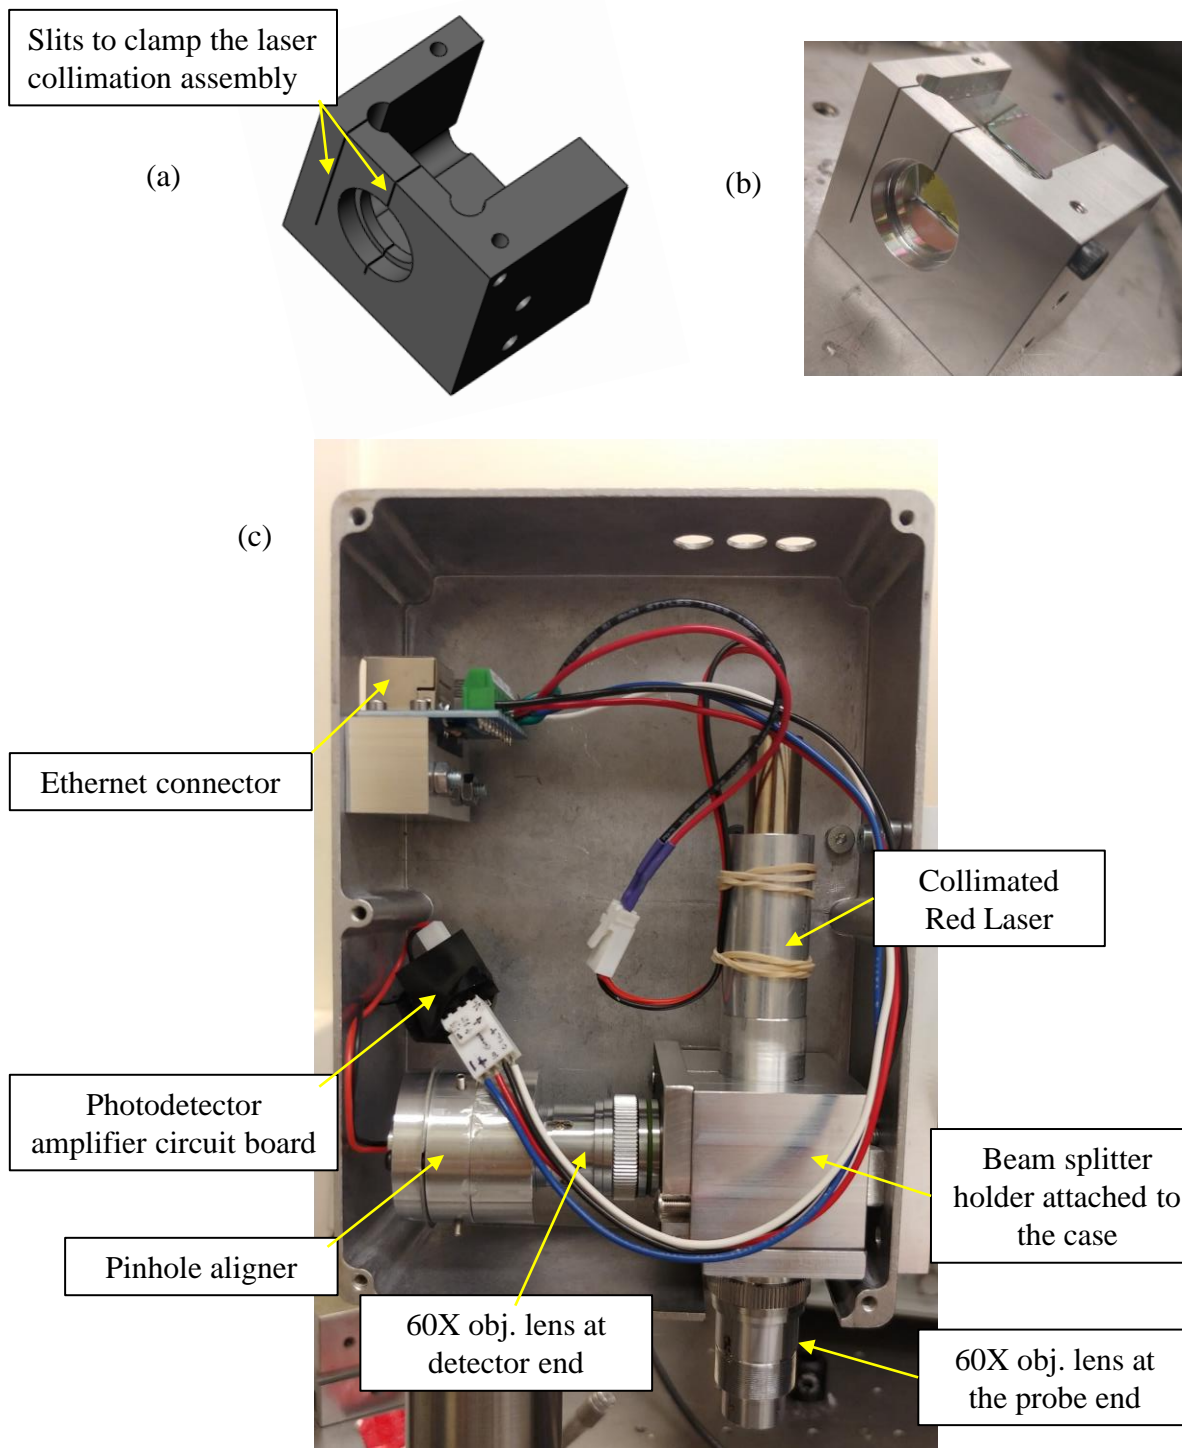 Slits to clamp the laser
collimation assembly
(a)
(b)
(c)
Ethernet connector
Collimated
Red Laser
Photodetector
amplifier circuit board
Beam splitter
holder attached to
the case
Pinhole aligner
60X obj. lens at
detector end
60X obj. lens at
the probe end